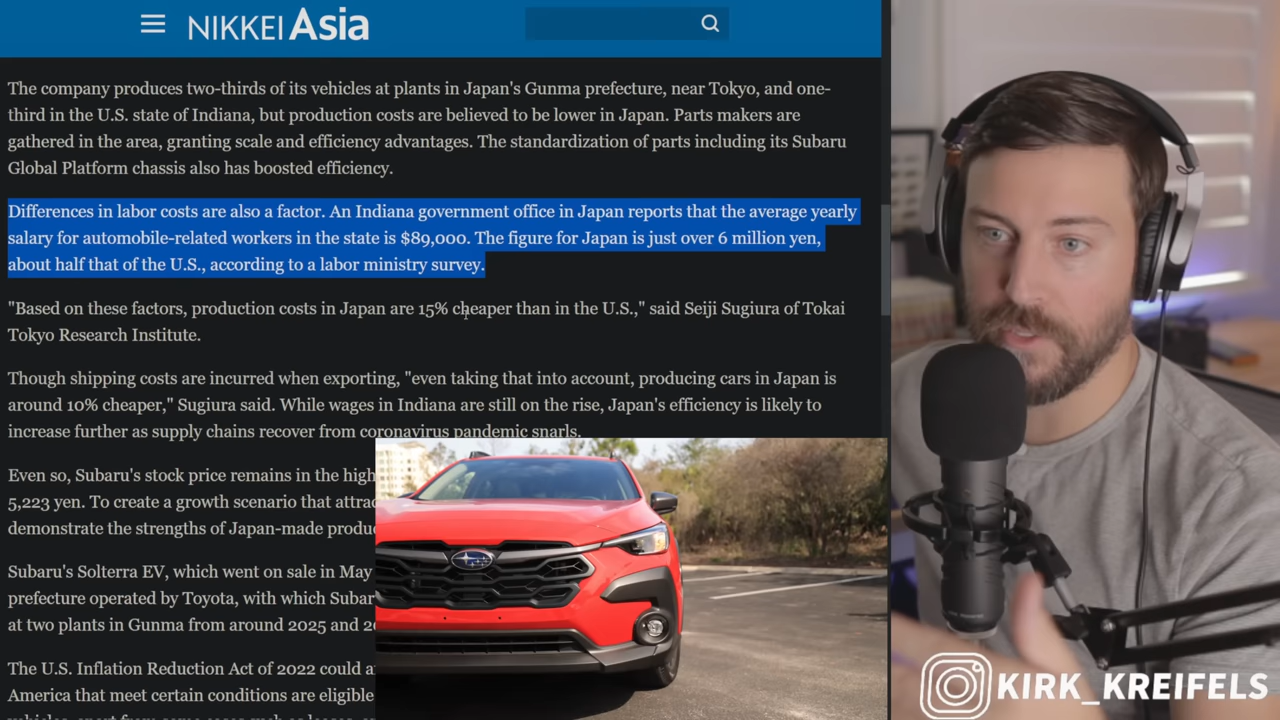 NIKKEI Asia
The company produces two-thirds of its vehicles at plants in Japan's Gunma prefecture, near Tokyo, and one-
third in the U.S. state of Indiana, but production costs are believed to be lower in Japan. Parts makers are
gathered in the area, granting scale and efficiency advantages. The standardization of parts including its Subaru
Global Platform chassis also has boosted efficiency.
Differences in labor costs are also a factor. An Indiana government office in Japan reports that the average yearly
salary for automobile-related workers in the state is $89,000. The figure for Japan is just over 6 million yen,
about half that of the U.S., according to a labor ministry survey.
"Based on these factors, production costs in Japan are 15% cheaper than in the U.S.," said Seiji Sugiura of Tokai
Tokyo Research Institute.
Though shipping costs are incurred when exporting, "even taking that into account, producing cars in Japan is
around 10% cheaper," Sugiura said. While wages in Indiana are still on the rise, Japan's efficiency is likely to
increase further as supply chains recover from coronavirus pandemic snarls.
Even so, Subaru's stock price remains in the high
5,223 yen. To create a growth scenario that attrac
demonstrate the strengths of Japan-made produ
Subaru's Solterra EV, which went on sale in May
prefecture operated by Toyota, with which Subar
at two plants in Gunma from around 2025 and 2
The U.S. Inflation Reduction Act of 2022 could a
America that meet certain conditions are eligible
KIRK_KREIFELS